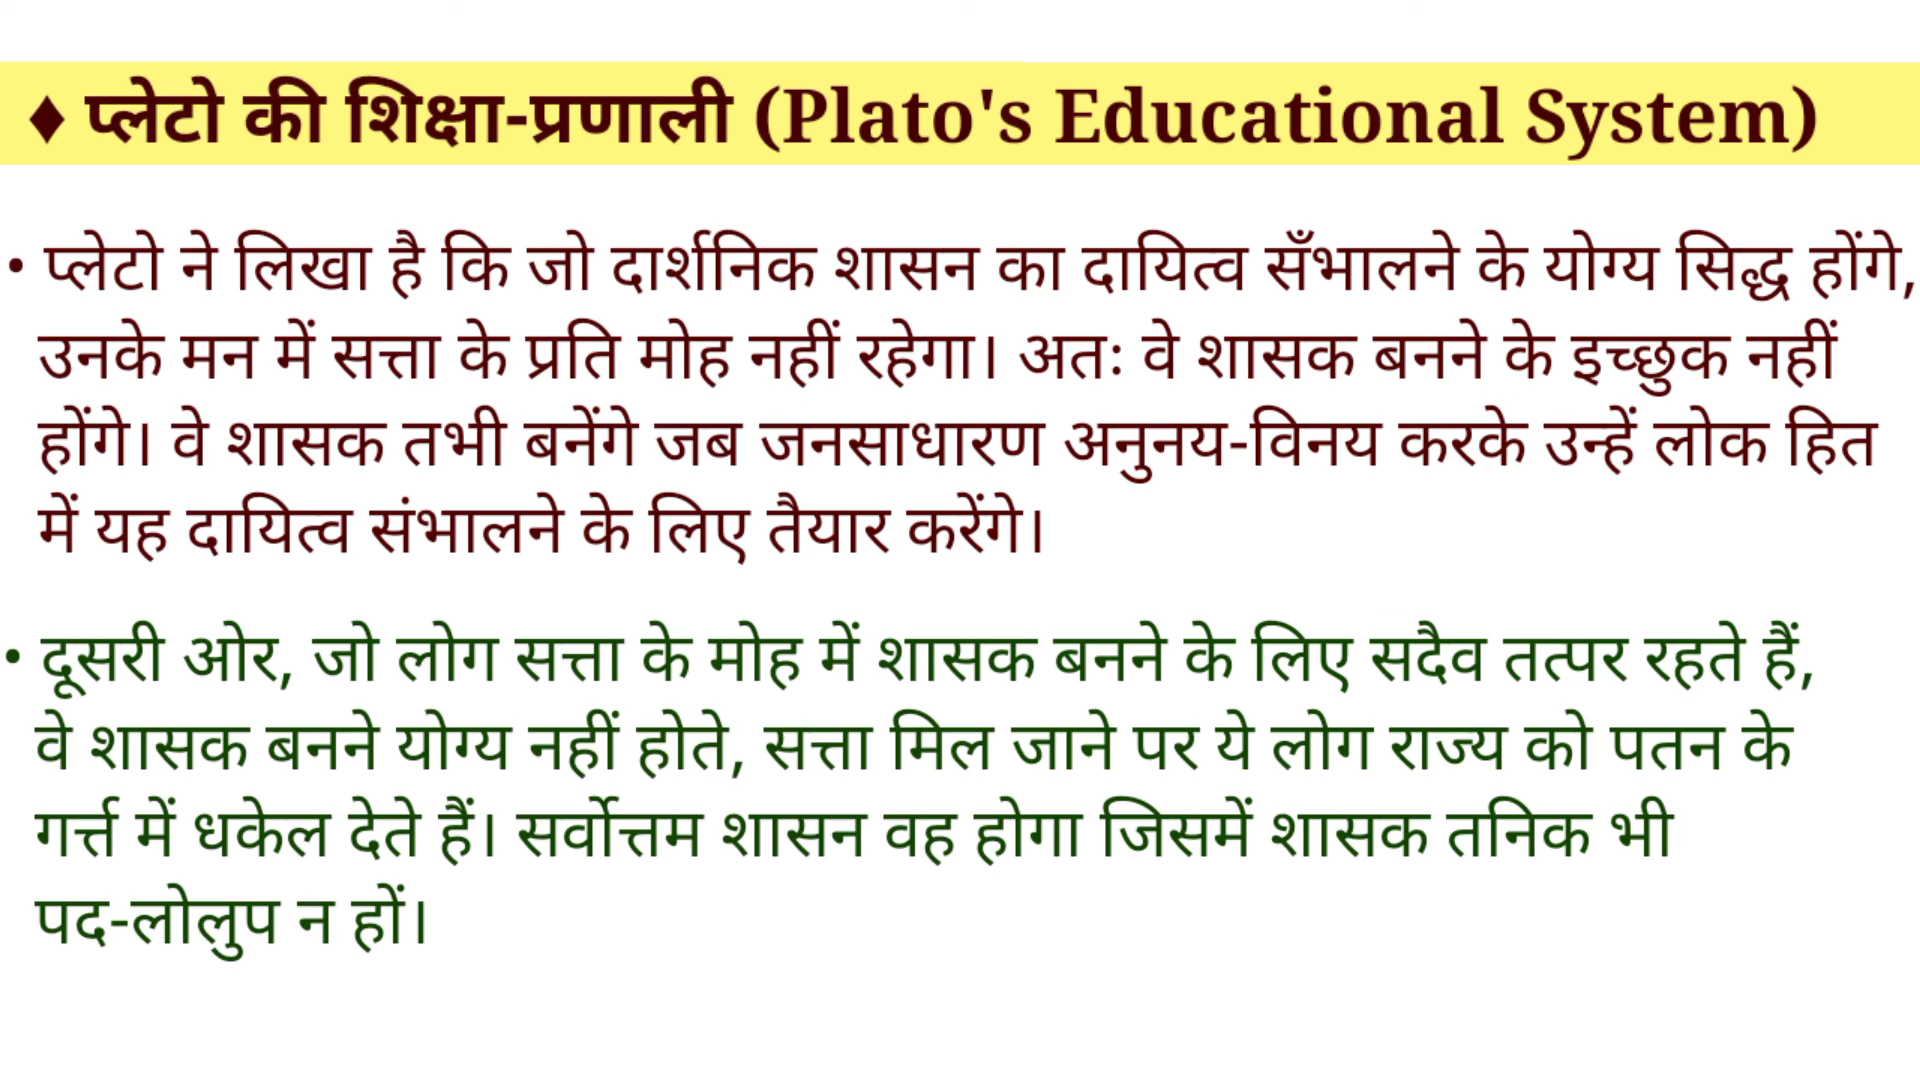 ♦ प्लेटो की शिक्षा-प्रणाली (Plato's Educational System)
• प्लेटो ने लिखा है कि जो दार्शनिक शासन का दायित्व सँभालने के योग्य सिद्ध होंगे,
उनके मन में सत्ता के प्रति मोह नहीं रहेगा। अतः वे शासक बनने के इच्छुक नहीं
होंगे। वे शासक तभी बनेंगे जब जनसाधारण अनुनय-विनय करके उन्हें लोक हित
में यह दायित्व संभालने के लिए तैयार करेंगे।
• दूसरी ओर, जो लोग सत्ता के मोह में शासक बनने के लिए सदैव तत्पर रहते हैं,
वे शासक बनने योग्य नहीं होते, सत्ता मिल जाने पर ये लोग राज्य को पतन के
गर्त्त में धकेल देते हैं। सर्वोत्तम शासन वह होगा जिसमें शासक तनिक भी
पद-लोलुप न हों।